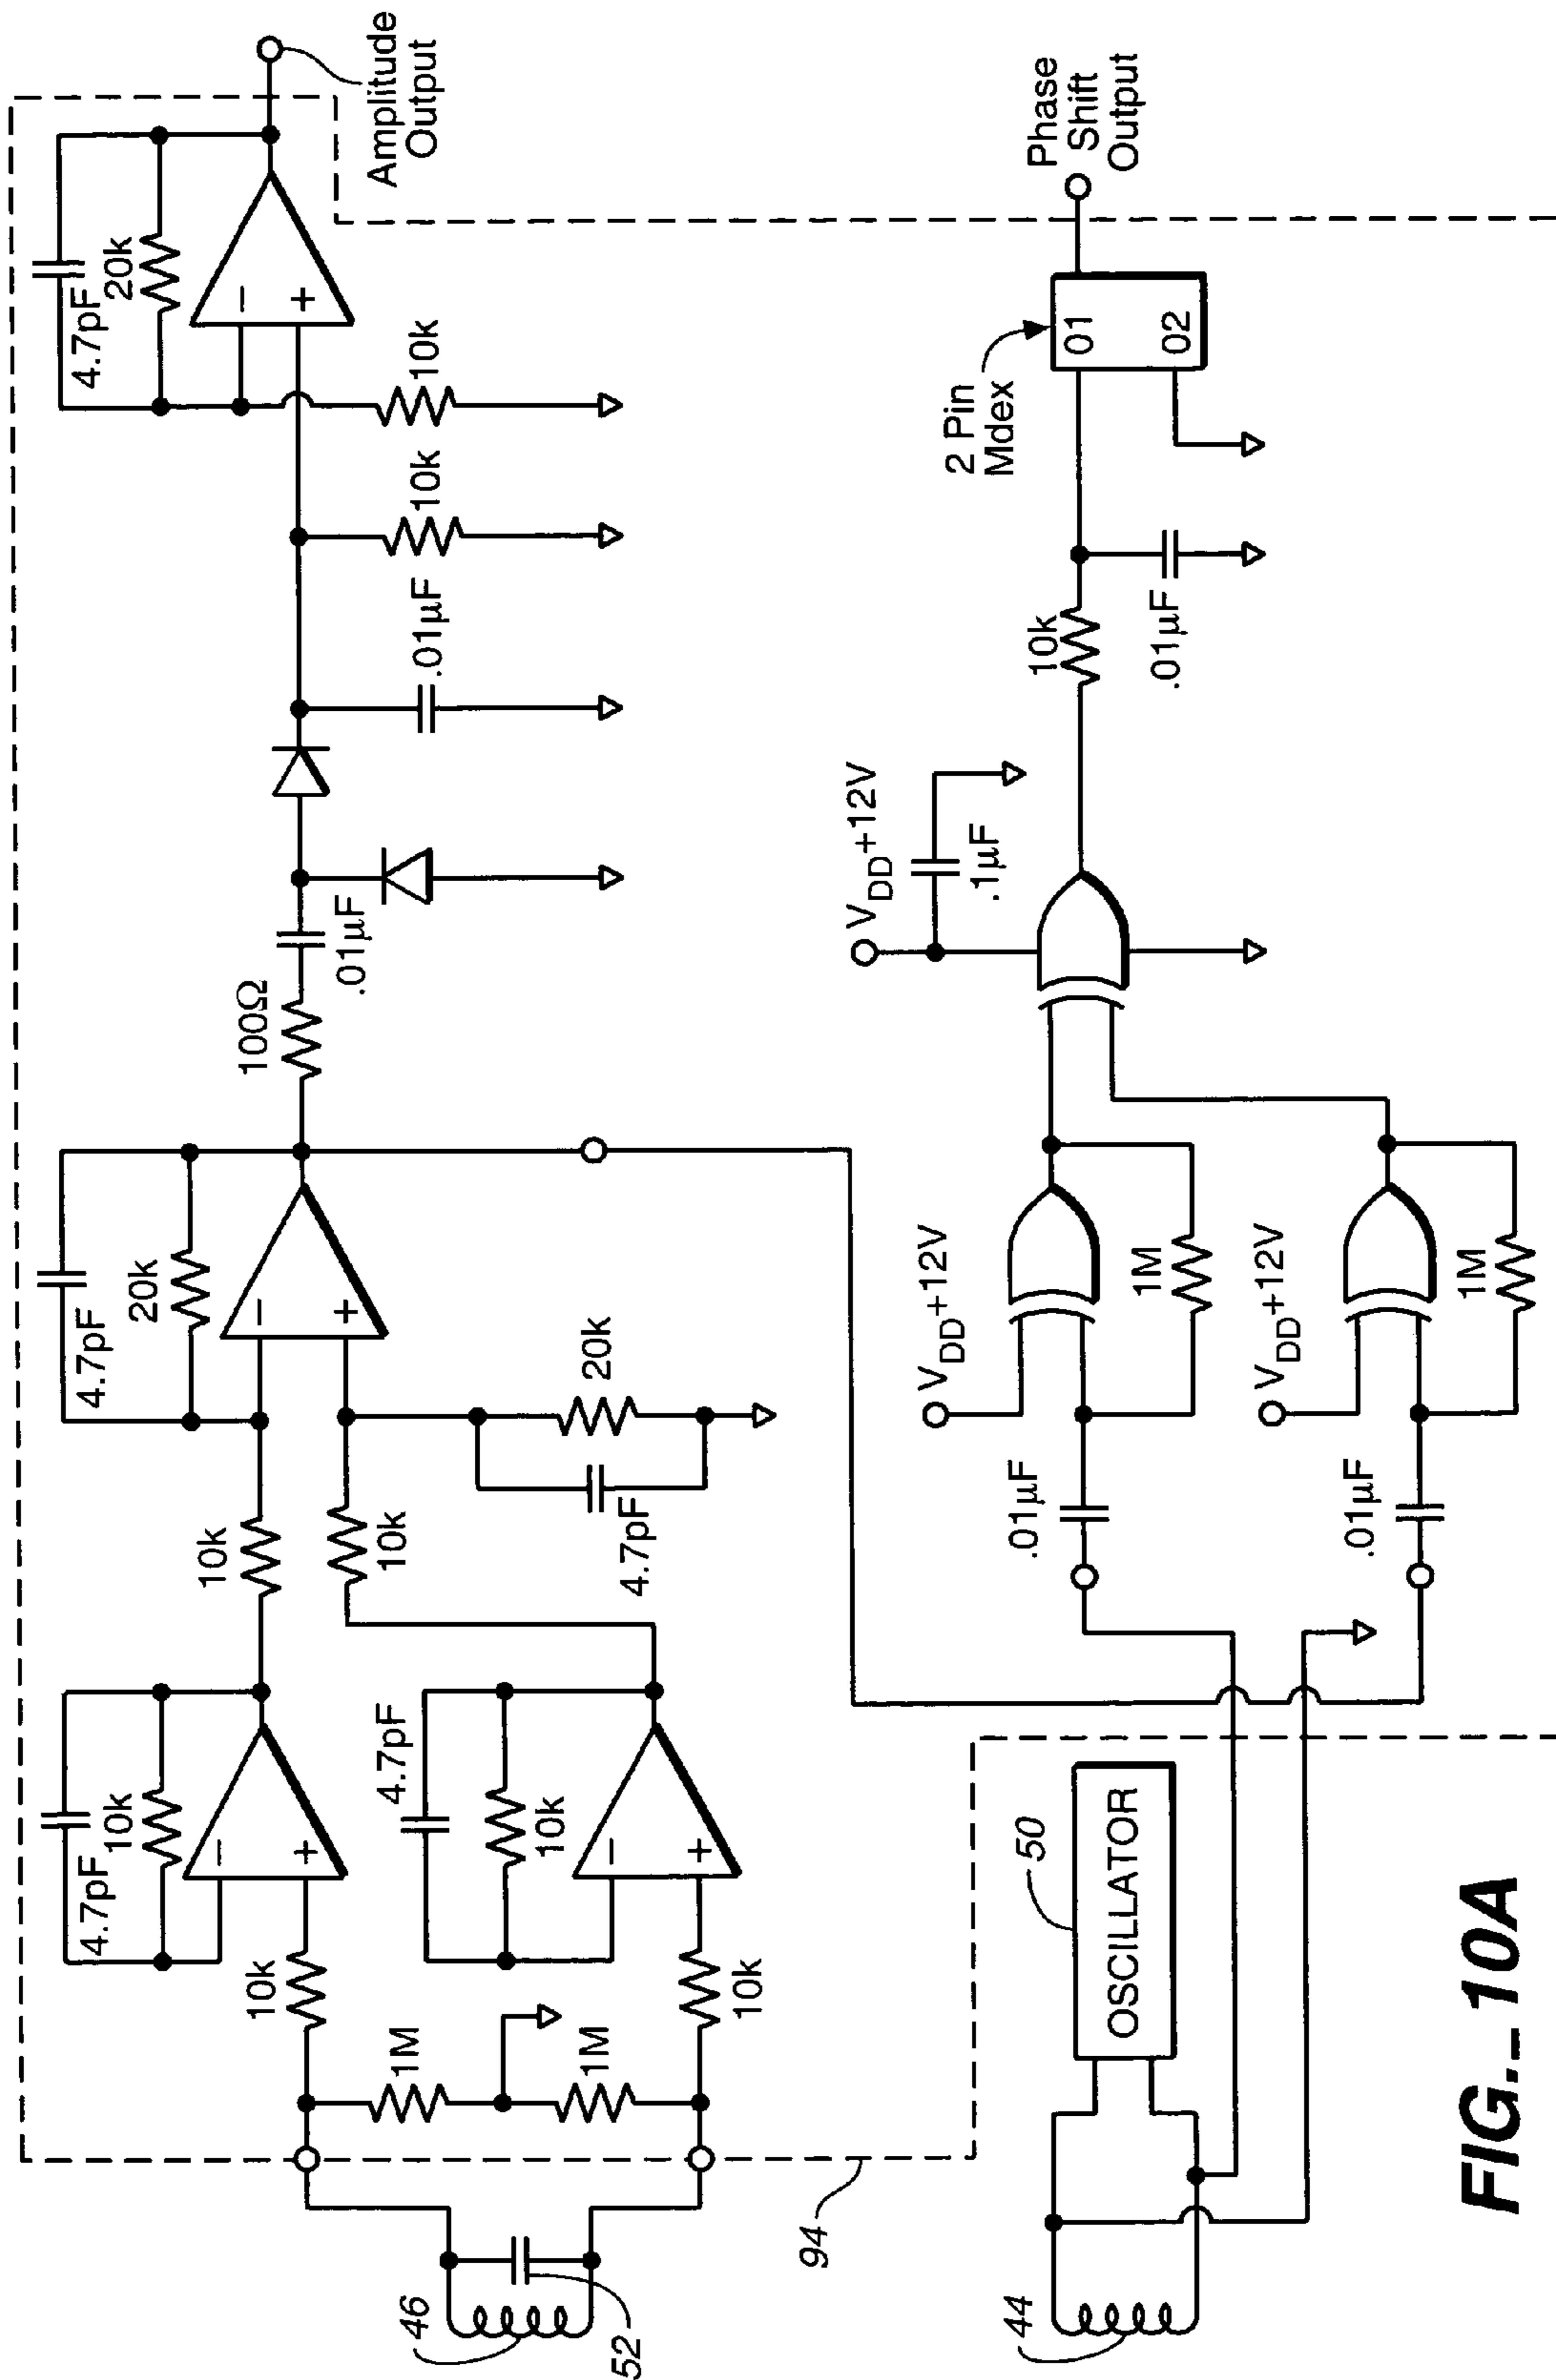 4.7pF
20k
Amplitude
Output
10k
10k
.01µF
.01µF
100Ω
4.7pF
20k
20k
4.7pF
10k
10k
4.7pF
10k
4.7pF
10k
10k
10k
1M
1M
46
52
94
Phase
Shift
Output
01
02
2 Pin
Mdex
10k
.01µF
VDD+12V
.1µF
VDD+12V
1M
VDD+12V
1M
.01µF
.01µF
50
OSCILLATOR
44
FIG._10A
−
+
−
+
−
+
−
+